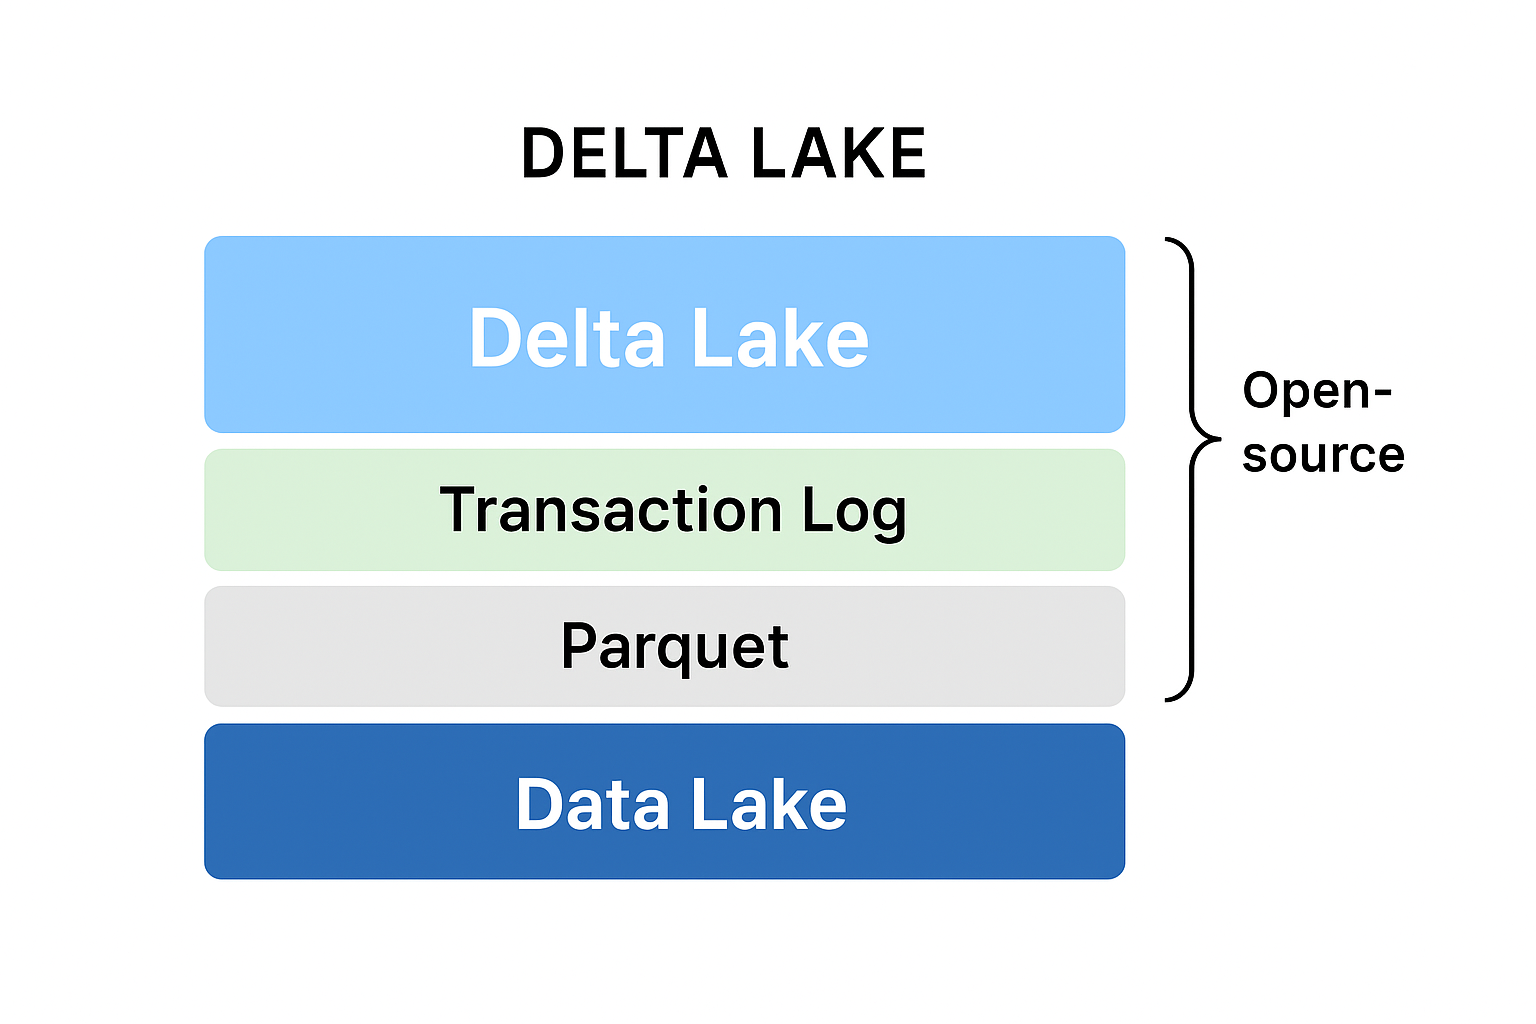 DELTA LAKE
Delta Lake
Transaction Log
Parquet
Data Lake
Open-
source